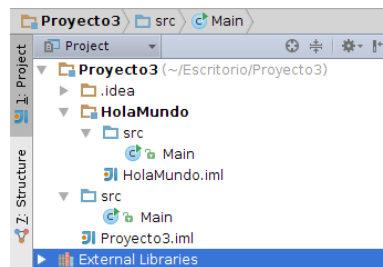 Proyecto3 src Main
Project
Proyecto3 (~/Escritorio/Proyecto3)
.idea
HolaMundo
src
Main
HolaMundo.iml
src
Main
Proyecto3.iml
External Libraries
1: Project
7: Structure